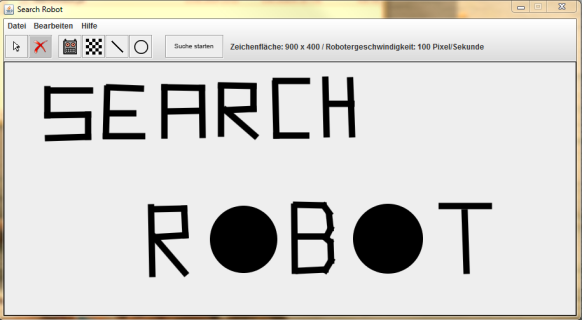 Search Robot
Datei Bearbeiten Hilfe
Suche starten Zeichenfläche: 900 x 400 / Robotergeschwindigkeit: 100 Pixel/Sekunde
SEARCH
ROBOT